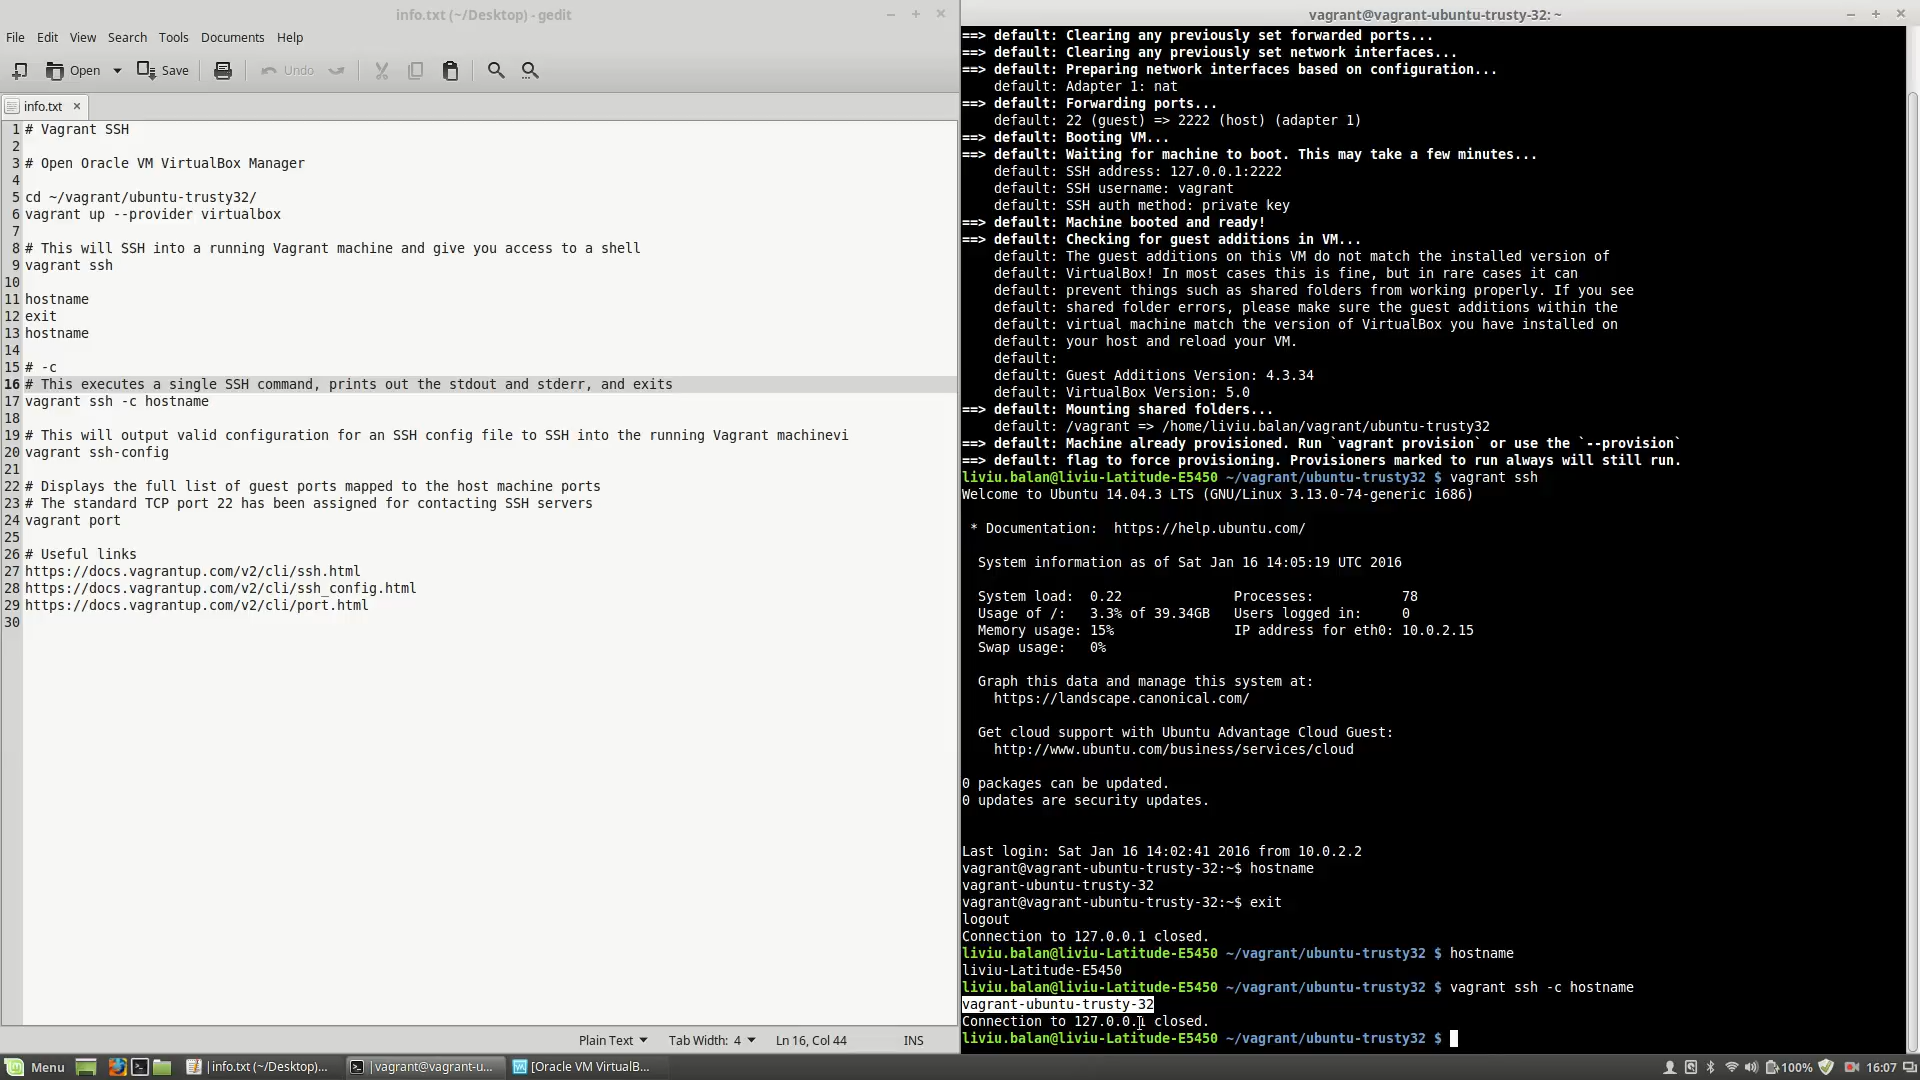 info.txt (~/Desktop) - gedit
File Edit View Search Tools Documents Help
Open Save Undo
info.txt
1 # Vagrant SSH
2
3 # Open Oracle VM VirtualBox Manager
4
5 cd ~/vagrant/ubuntu-trusty32/
6 vagrant up --provider virtualbox
7
8 # This will SSH into a running Vagrant machine and give you access to a shell
9 vagrant ssh
10
11 hostname
12 exit
13 hostname
14
15 # -c
16 # This executes a single SSH command, prints out the stdout and stderr, and exits
17 vagrant ssh -c hostname
18
19 # This will output valid configuration for an SSH config file to SSH into the running Vagrant machinevi
20 vagrant ssh-config
21
22 # Displays the full list of guest ports mapped to the host machine ports
23 # The standard TCP port 22 has been assigned for contacting SSH servers
24 vagrant port
25
26 # Useful links
27 https://docs.vagrantup.com/v2/cli/ssh.html
28 https://docs.vagrantup.com/v2/cli/ssh_config.html
29 https://docs.vagrantup.com/v2/cli/port.html
30
Plain Text Tab Width: 4 Ln 16, Col 44 INS
vagrant@vagrant-ubuntu-trusty-32: ~
==> default: Clearing any previously set forwarded ports...
==> default: Clearing any previously set network interfaces...
==> default: Preparing network interfaces based on configuration...
default: Adapter 1: nat
==> default: Forwarding ports...
default: 22 (guest) => 2222 (host) (adapter 1)
==> default: Booting VM...
==> default: Waiting for machine to boot. This may take a few minutes...
default: SSH address: 127.0.0.1:2222
default: SSH username: vagrant
default: SSH auth method: private key
==> default: Machine booted and ready!
==> default: Checking for guest additions in VM...
default: The guest additions on this VM do not match the installed version of
default: VirtualBox! In most cases this is fine, but in rare cases it can
default: prevent things such as shared folders from working properly. If you see
default: shared folder errors, please make sure the guest additions within the
default: virtual machine match the version of VirtualBox you have installed on
default: your host and reload your VM.
default:
default: Guest Additions Version: 4.3.34
default: VirtualBox Version: 5.0
==> default: Mounting shared folders...
default: /vagrant => /home/liviu.balan/vagrant/ubuntu-trusty32
==> default: Machine already provisioned. Run `vagrant provision` or use the `--provision`
==> default: flag to force provisioning. Provisioners marked to run always will still run.
liviu.balan@liviu-Latitude-E5450 ~/vagrant/ubuntu-trusty32 $ vagrant ssh
Welcome to Ubuntu 14.04.3 LTS (GNU/Linux 3.13.0-74-generic i686)
* Documentation: https://help.ubuntu.com/
System information as of Sat Jan 16 14:05:19 UTC 2016
System load: 0.22 Processes: 78
Usage of /: 3.3% of 39.34GB Users logged in: 0
Memory usage: 15% IP address for eth0: 10.0.2.15
Swap usage: 0%
Graph this data and manage this system at:
https://landscape.canonical.com/
Get cloud support with Ubuntu Advantage Cloud Guest:
http://www.ubuntu.com/business/services/cloud
0 packages can be updated.
0 updates are security updates.
Last login: Sat Jan 16 14:02:41 2016 from 10.0.2.2
vagrant@vagrant-ubuntu-trusty-32:~$ hostname
vagrant-ubuntu-trusty-32
vagrant@vagrant-ubuntu-trusty-32:~$ exit
logout
Connection to 127.0.0.1 closed.
liviu.balan@liviu-Latitude-E5450 ~/vagrant/ubuntu-trusty32 $ hostname
liviu-Latitude-E5450
liviu.balan@liviu-Latitude-E5450 ~/vagrant/ubuntu-trusty32 $ vagrant ssh -c hostname
vagrant-ubuntu-trusty-32
Connection to 127.0.0.1 closed.
liviu.balan@liviu-Latitude-E5450 ~/vagrant/ubuntu-trusty32 $
Menu info.txt (~/Desktop)... vagrant@vagrant-u... [Oracle VM VirtualB... 100% 16:07